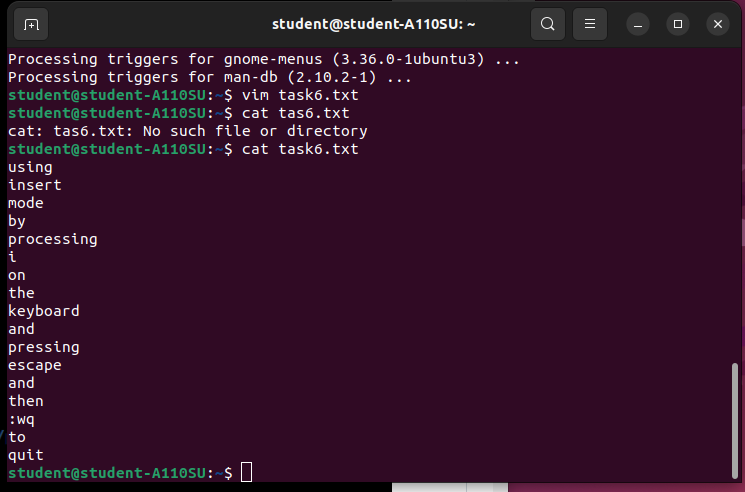 student@student-A110SU: ~
Processing triggers for gnome-menus (3.36.0-1ubuntu3) ...
Processing triggers for man-db (2.10.2-1) ...
student@student-A110SU:~$ vim task6.txt
student@student-A110SU:~$ cat tas6.txt
cat: tas6.txt: No such file or directory
student@student-A110SU:~$ cat task6.txt
using
insert
mode
by
processing
i
on
the
keyboard
and
pressing
escape
and
then
:wq
to
quit
student@student-A110SU:~$